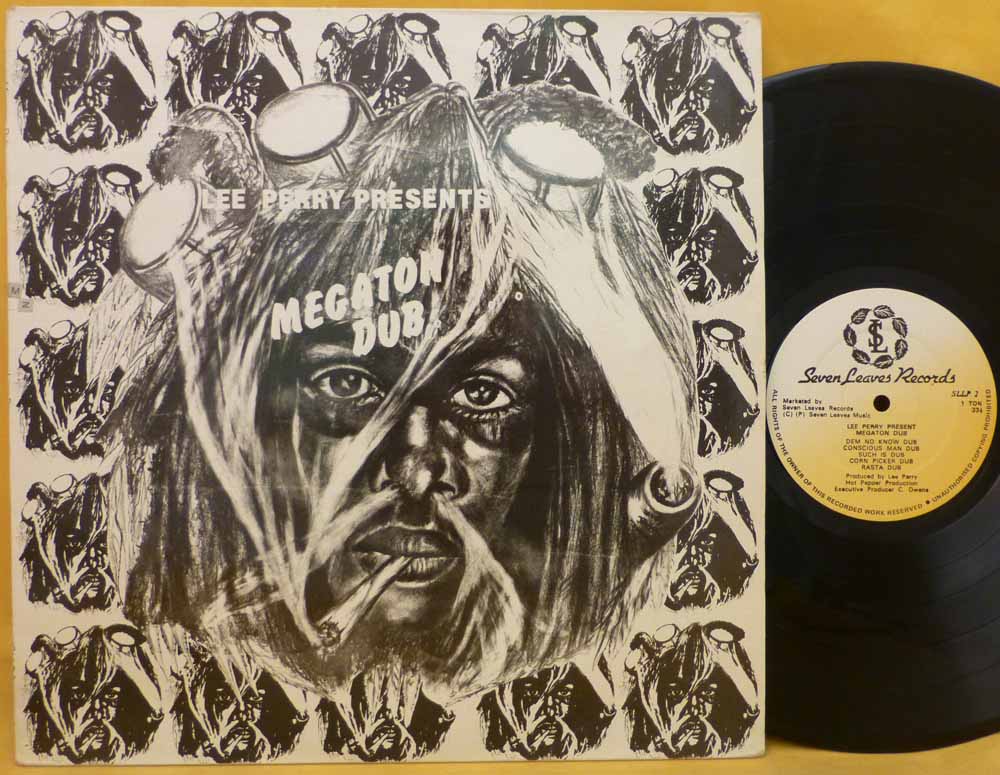 LEE PERRY PRESENTS
MEGATON
DUB
SL
Seven Leaves Records
SLLP 2
Marketed by
Seven Leaves Records
(C) (P) Seven Leaves Music
1 TON
33⅓
LEE PERRY PRESENT
MEGATON DUB
DEM NO KNOW DUB
CONSCIOUS MAN DUB
SUCH IS DUB
CORN PICKER DUB
RASTA DUB
Produced by Lee Perry
Hot Pepper Production
Executive Producer C. Owens
ALL RIGHTS OF THE OWNER OF THIS RECORDED WORK RESERVED • UNAUTHORISED COPYING PROHIBITED